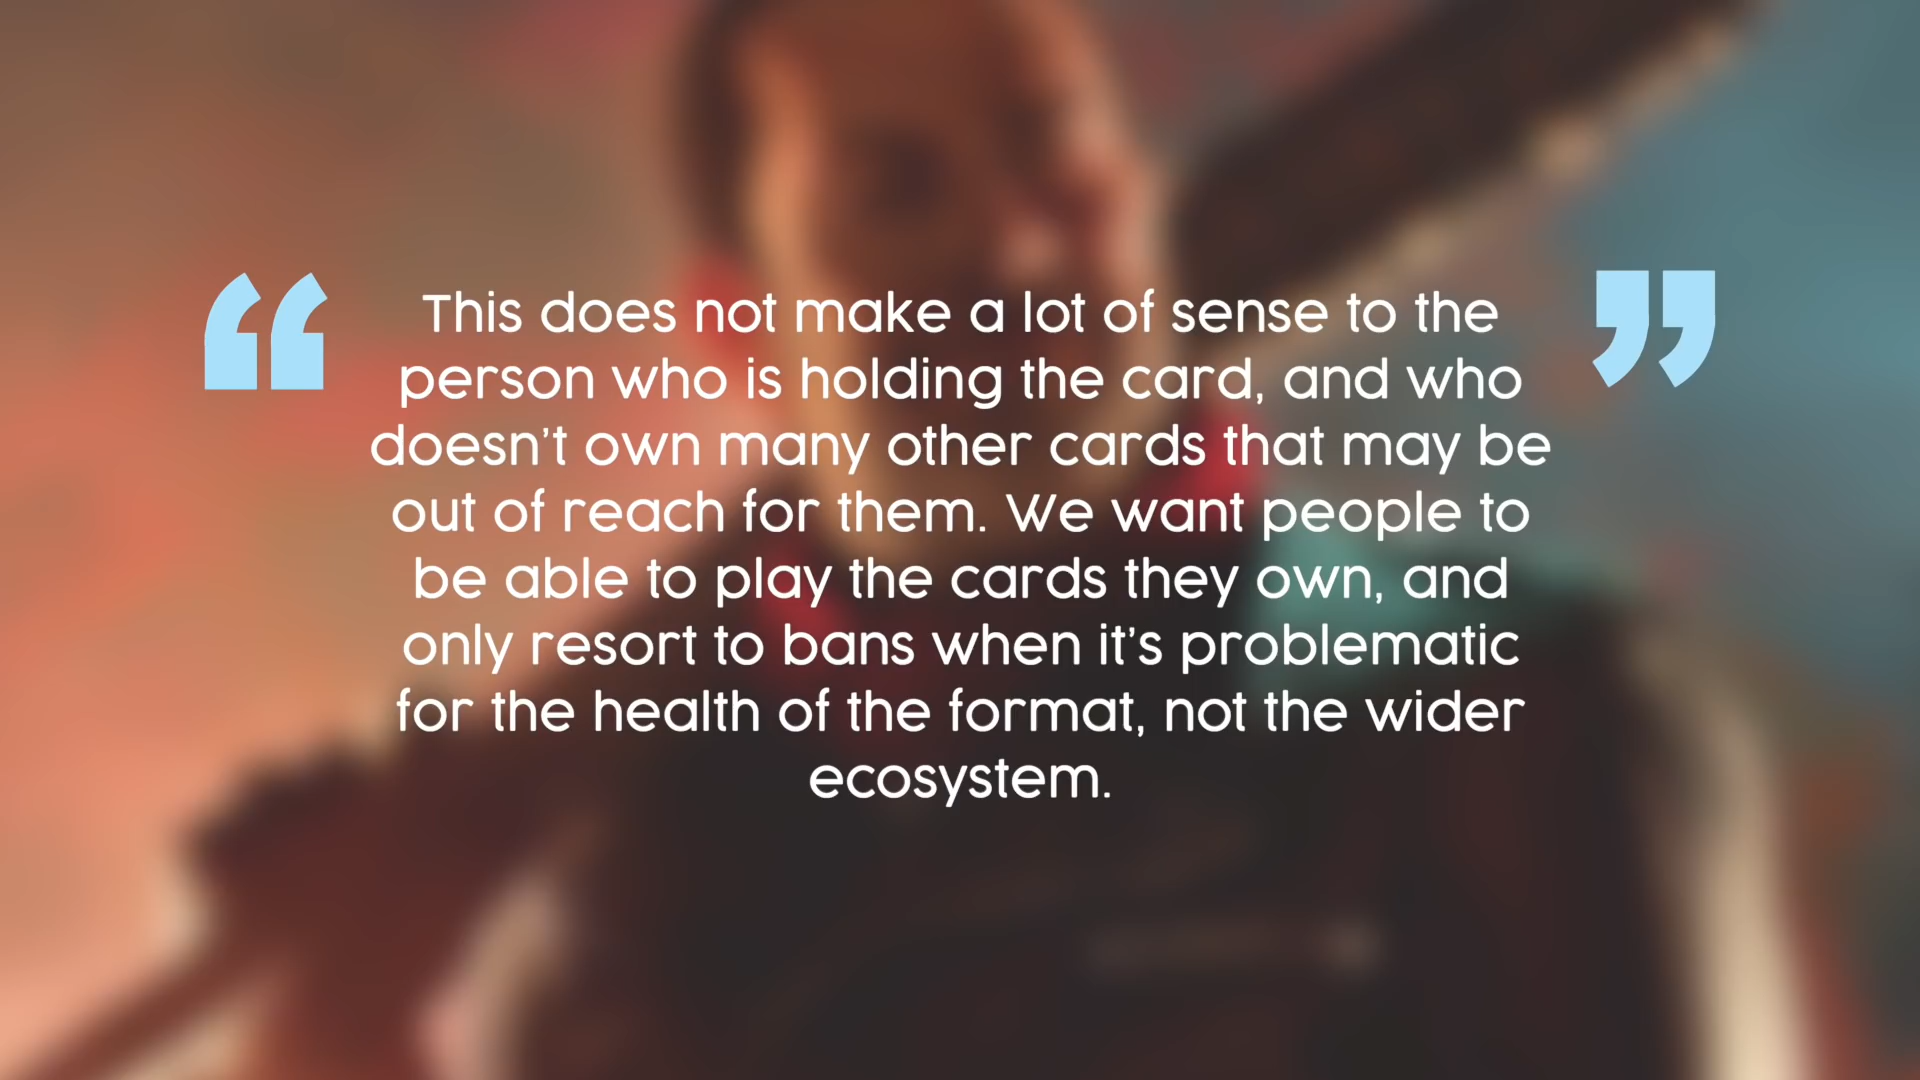 “ This does not make a lot of sense to the ”
person who is holding the card, and who
doesn't own many other cards that may be
out of reach for them. We want people to
be able to play the cards they own, and
only resort to bans when it's problematic
for the health of the format, not the wider
ecosystem.